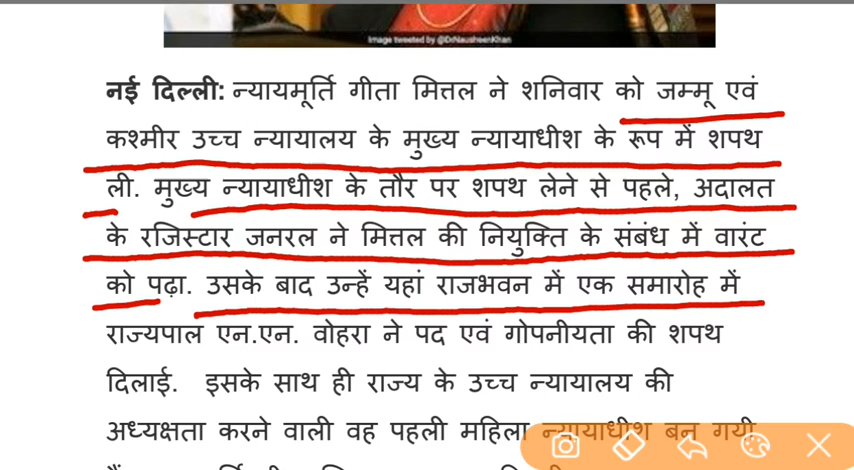 Image tweeted by @DrNausheenKhan
नई दिल्ली: न्यायमूर्ति गीता मित्तल ने शनिवार को जम्मू एवं
कश्मीर उच्च न्यायालय के मुख्य न्यायाधीश के रूप में शपथ
ली. मुख्य न्यायाधीश के तौर पर शपथ लेने से पहले, अदालत
के रजिस्टार जनरल ने मित्तल की नियुक्ति के संबंध में वारंट
को पढ़ा. उसके बाद उन्हें यहां राजभवन में एक समारोह में
राज्यपाल एन.एन. वोहरा ने पद एवं गोपनीयता की शपथ
दिलाई. इसके साथ ही राज्य के उच्च न्यायालय की
अध्यक्षता करने वाली वह पहली महिला न्यायाधीश बन गयी